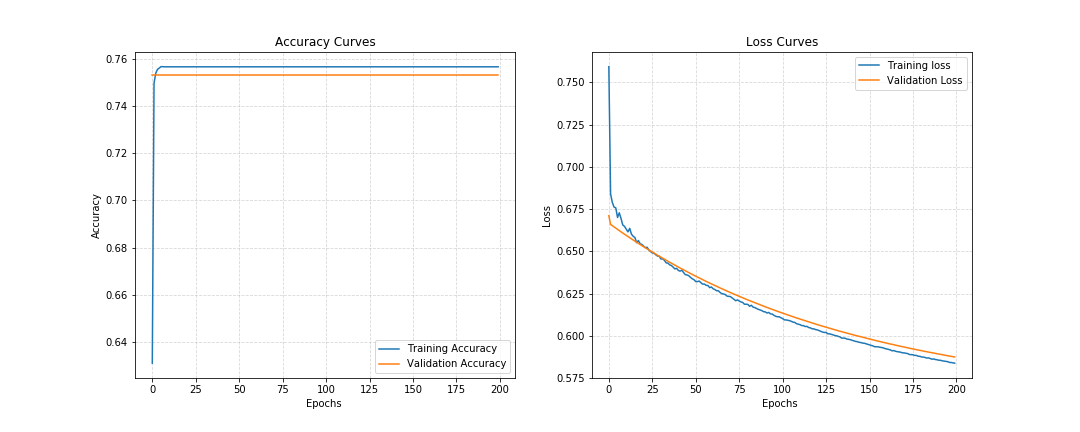 Accuracy Curves
0.76
0.74
0.72
0.70
0.68
0.66
0.64
Accuracy
0 25 50 75 100 125 150 175 200
Epochs
Training Accuracy
Validation Accuracy
Loss Curves
0.750
0.725
0.700
0.675
0.650
0.625
0.600
0.575
Loss
0 25 50 75 100 125 150 175 200
Epochs
Training loss
Validation Loss